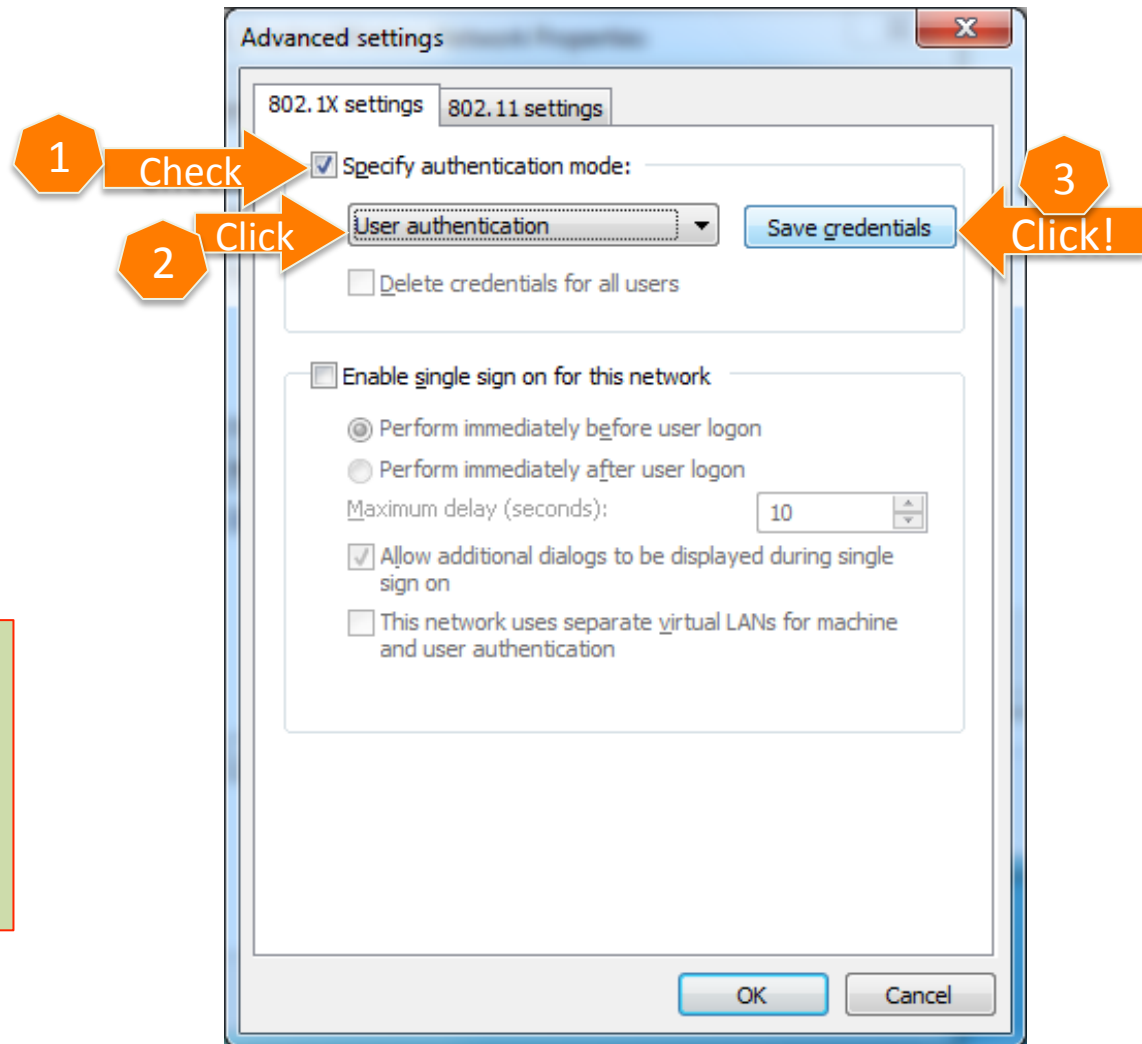 Advanced settings
802.1X settings
802.11 settings
1
Check
Specify authentication mode:
3
2
Click
User authentication
Save credentials
Click!
Delete credentials for all users
Enable single sign on for this network
Perform immediately before user logon
Perform immediately after user logon
Maximum delay (seconds):
10
Allow additional dialogs to be displayed during single
sign on
This network uses separate virtual LANs for machine
and user authentication
OK
Cancel